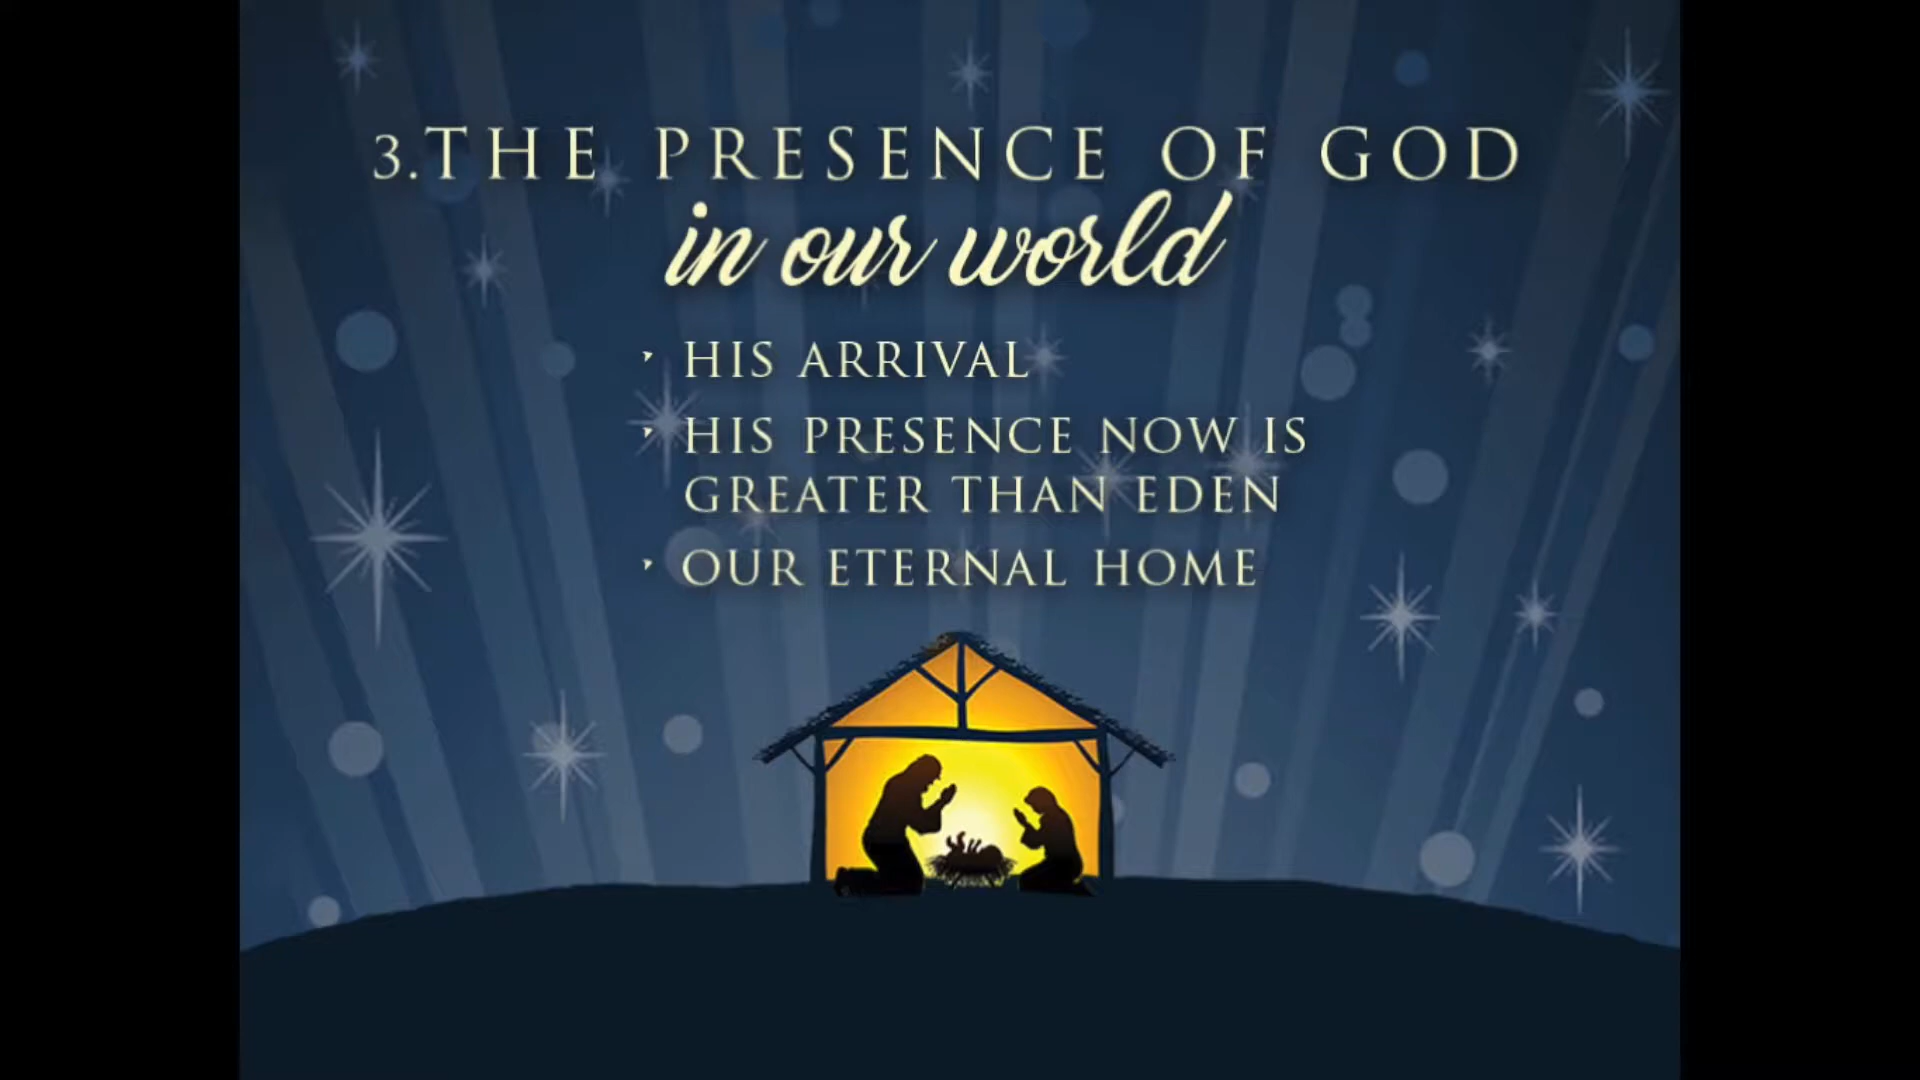 3.THE PRESENCE OF GOD
in our world
‣ HIS ARRIVAL
‣ HIS PRESENCE NOW IS
GREATER THAN EDEN
‣ OUR ETERNAL HOME